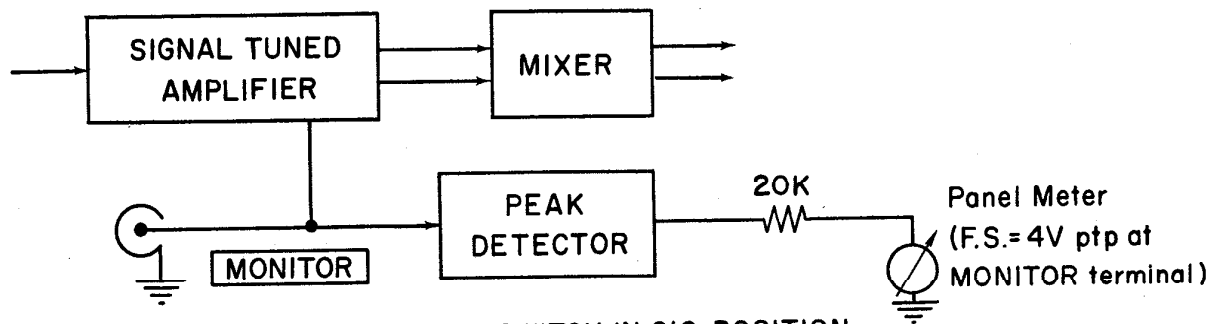 SIGNAL TUNED
AMPLIFIER
MIXER
20K
PEAK
DETECTOR
Panel Meter
(F.S.=4V ptp at
MONITOR terminal)
MONITOR